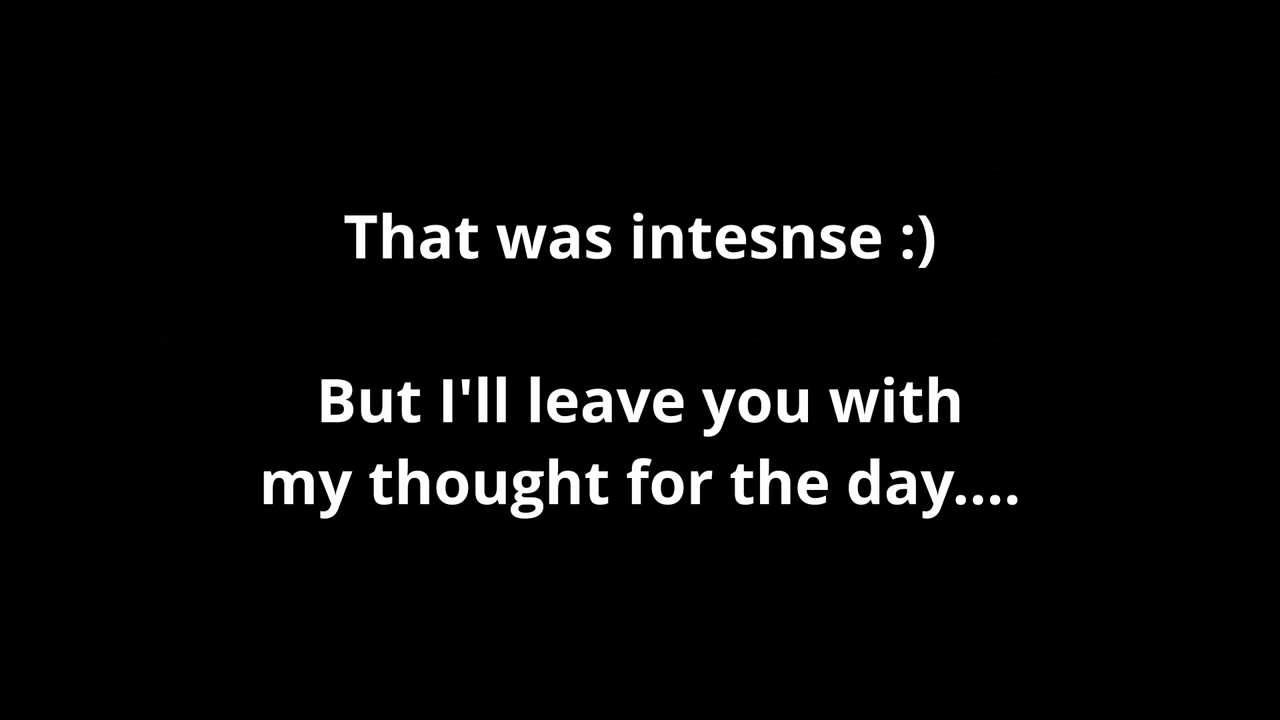 That was intesnse :)
But I'll leave you with
my thought for the day....